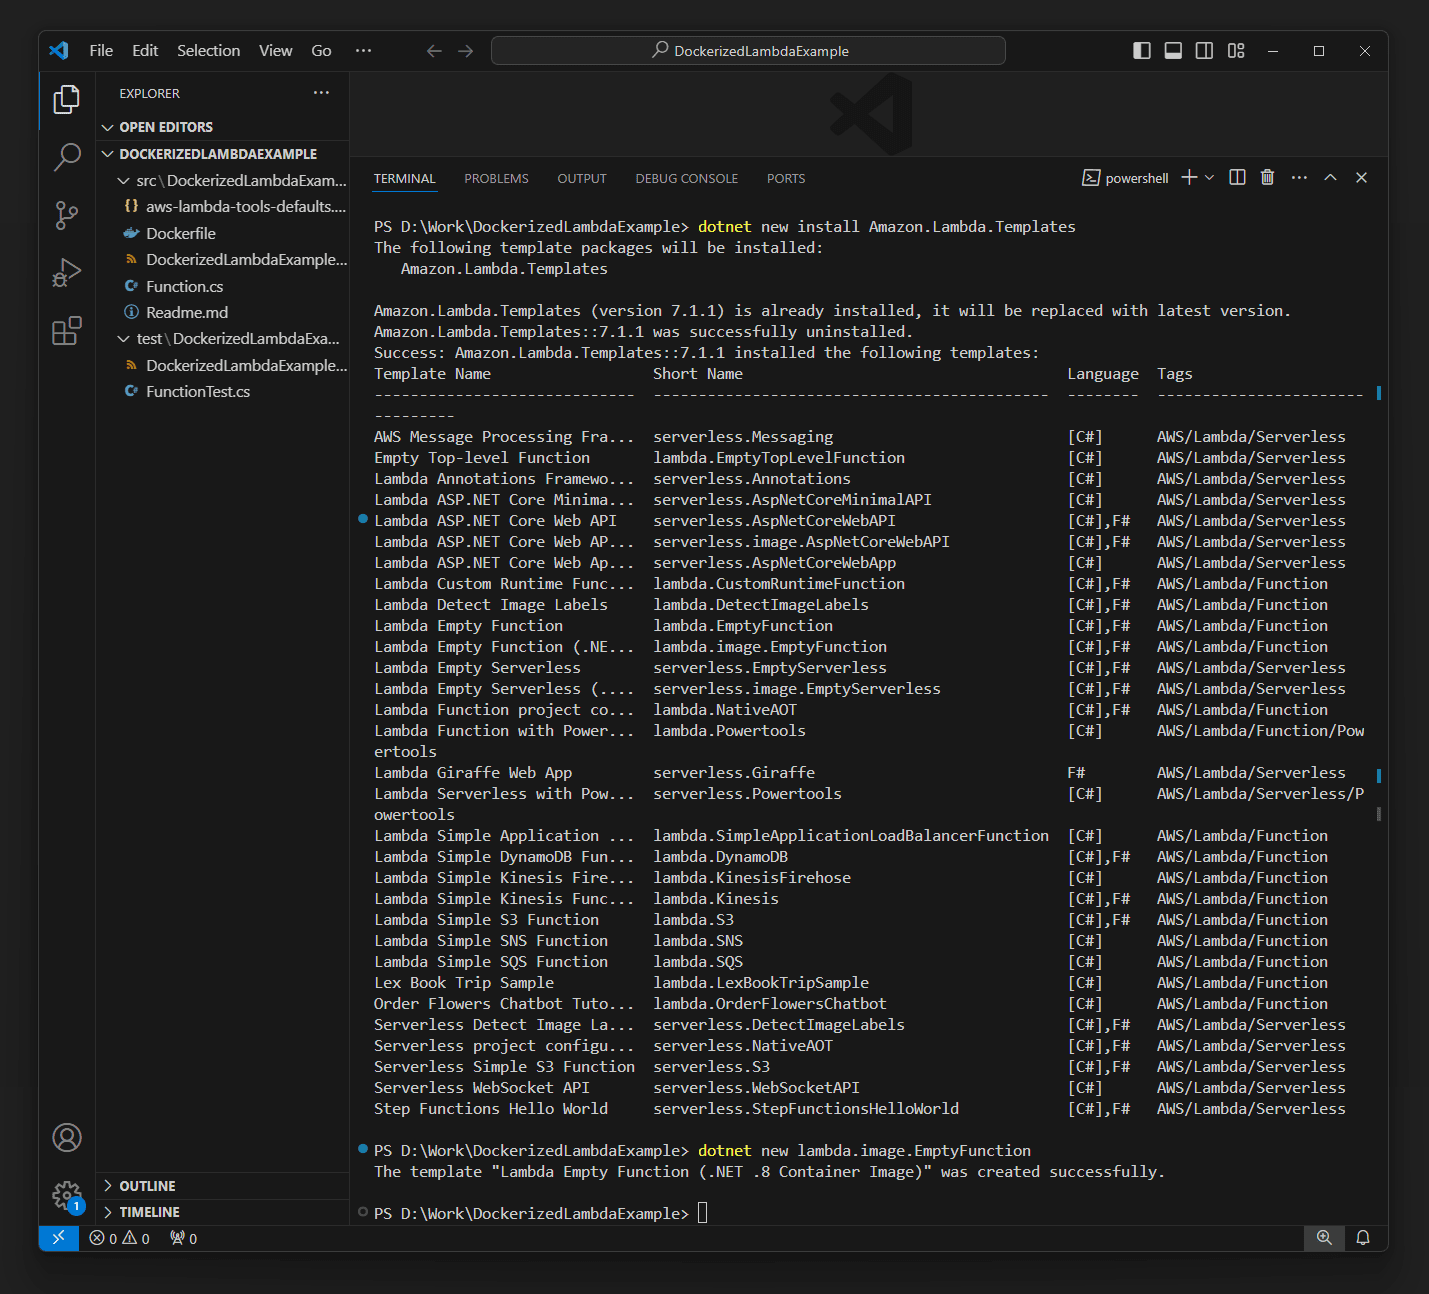 File Edit Selection View Go ···
DockerizedLambdaExample
EXPLORER ···
OPEN EDITORS
DOCKERIZEDLAMBDAEXAMPLE
src\DockerizedLambdaExam...
{} aws-lambda-tools-defaults....
Dockerfile
DockerizedLambdaExample...
Function.cs
Readme.md
test\DockerizedLambdaExa...
DockerizedLambdaExample...
FunctionTest.cs
OUTLINE
TIMELINE
TERMINAL PROBLEMS OUTPUT DEBUG CONSOLE PORTS powershell
PS D:\Work\DockerizedLambdaExample> dotnet new install Amazon.Lambda.Templates
The following template packages will be installed:
Amazon.Lambda.Templates
Amazon.Lambda.Templates (version 7.1.1) is already installed, it will be replaced with latest version.
Amazon.Lambda.Templates::7.1.1 was successfully uninstalled.
Success: Amazon.Lambda.Templates::7.1.1 installed the following templates:
Template Name Short Name Language Tags
----------------------------- -------------------------------------------- -------- -----------------------
---------
AWS Message Processing Fra... serverless.Messaging [C#] AWS/Lambda/Serverless
Empty Top-level Function lambda.EmptyTopLevelFunction [C#] AWS/Lambda/Serverless
Lambda Annotations Framewo... serverless.Annotations [C#] AWS/Lambda/Serverless
Lambda ASP.NET Core Minima... serverless.AspNetCoreMinimalAPI [C#] AWS/Lambda/Serverless
Lambda ASP.NET Core Web API serverless.AspNetCoreWebAPI [C#],F# AWS/Lambda/Serverless
Lambda ASP.NET Core Web AP... serverless.image.AspNetCoreWebAPI [C#],F# AWS/Lambda/Serverless
Lambda ASP.NET Core Web Ap... serverless.AspNetCoreWebApp [C#] AWS/Lambda/Serverless
Lambda Custom Runtime Func... lambda.CustomRuntimeFunction [C#],F# AWS/Lambda/Function
Lambda Detect Image Labels lambda.DetectImageLabels [C#],F# AWS/Lambda/Function
Lambda Empty Function lambda.EmptyFunction [C#],F# AWS/Lambda/Function
Lambda Empty Function (.NE... lambda.image.EmptyFunction [C#],F# AWS/Lambda/Function
Lambda Empty Serverless serverless.EmptyServerless [C#],F# AWS/Lambda/Serverless
Lambda Empty Serverless (.... serverless.image.EmptyServerless [C#],F# AWS/Lambda/Serverless
Lambda Function project co... lambda.NativeAOT [C#],F# AWS/Lambda/Function
Lambda Function with Power... lambda.Powertools [C#] AWS/Lambda/Function/Pow
ertools
Lambda Giraffe Web App serverless.Giraffe F# AWS/Lambda/Serverless
Lambda Serverless with Pow... serverless.Powertools [C#] AWS/Lambda/Serverless/P
owertools
Lambda Simple Application ... lambda.SimpleApplicationLoadBalancerFunction [C#] AWS/Lambda/Function
Lambda Simple DynamoDB Fun... lambda.DynamoDB [C#],F# AWS/Lambda/Function
Lambda Simple Kinesis Fire... lambda.KinesisFirehose [C#] AWS/Lambda/Function
Lambda Simple Kinesis Func... lambda.Kinesis [C#],F# AWS/Lambda/Function
Lambda Simple S3 Function lambda.S3 [C#],F# AWS/Lambda/Function
Lambda Simple SNS Function lambda.SNS [C#] AWS/Lambda/Function
Lambda Simple SQS Function lambda.SQS [C#] AWS/Lambda/Function
Lex Book Trip Sample lambda.LexBookTripSample [C#] AWS/Lambda/Function
Order Flowers Chatbot Tuto... lambda.OrderFlowersChatbot [C#] AWS/Lambda/Function
Serverless Detect Image La... serverless.DetectImageLabels [C#],F# AWS/Lambda/Serverless
Serverless project configu... serverless.NativeAOT [C#],F# AWS/Lambda/Serverless
Serverless Simple S3 Function serverless.S3 [C#],F# AWS/Lambda/Serverless
Serverless WebSocket API serverless.WebSocketAPI [C#] AWS/Lambda/Serverless
Step Functions Hello World serverless.StepFunctionsHelloWorld [C#],F# AWS/Lambda/Serverless
PS D:\Work\DockerizedLambdaExample> dotnet new lambda.image.EmptyFunction
The template "Lambda Empty Function (.NET .8 Container Image)" was created successfully.
PS D:\Work\DockerizedLambdaExample>
1
0 0 0